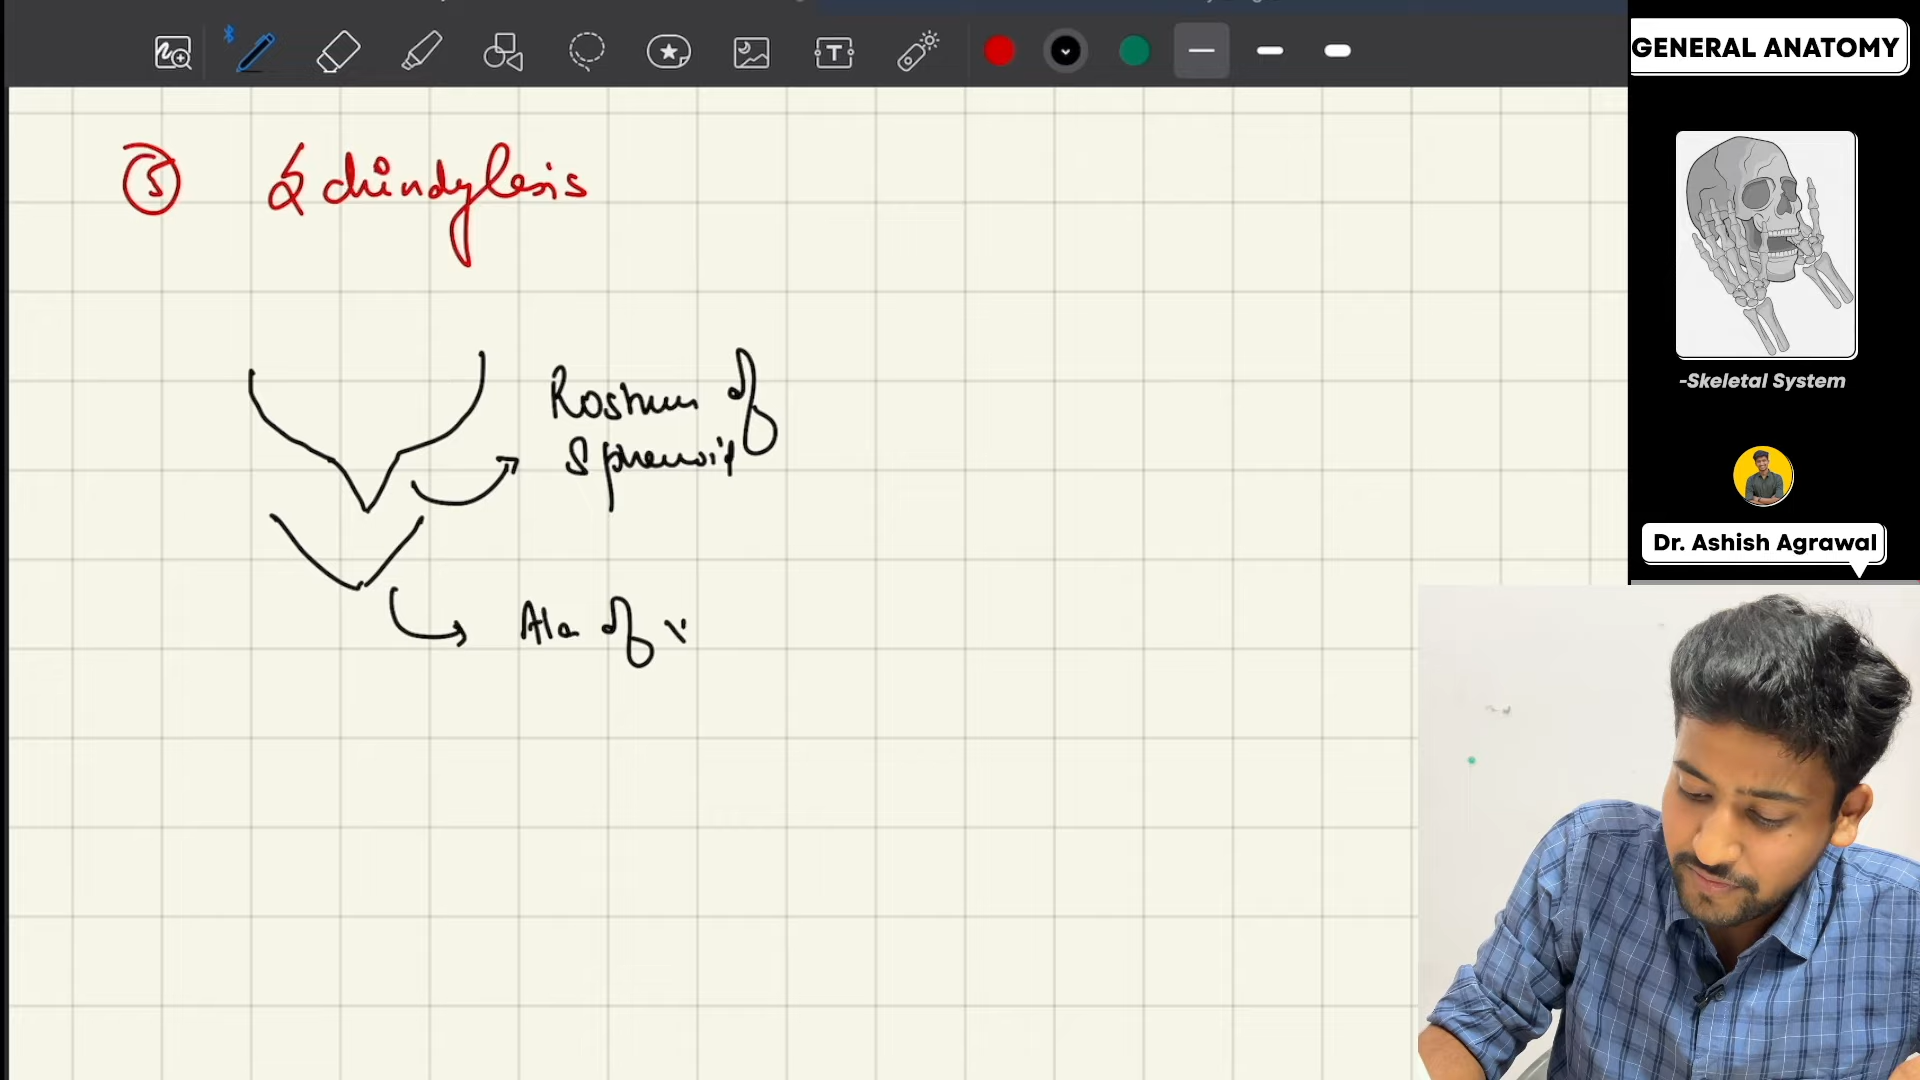 GENERAL ANATOMY
⑤ Schindylesis
Rostrum of
Sphenoid
Ala of v
-Skeletal System
Dr. Ashish Agrawal
T